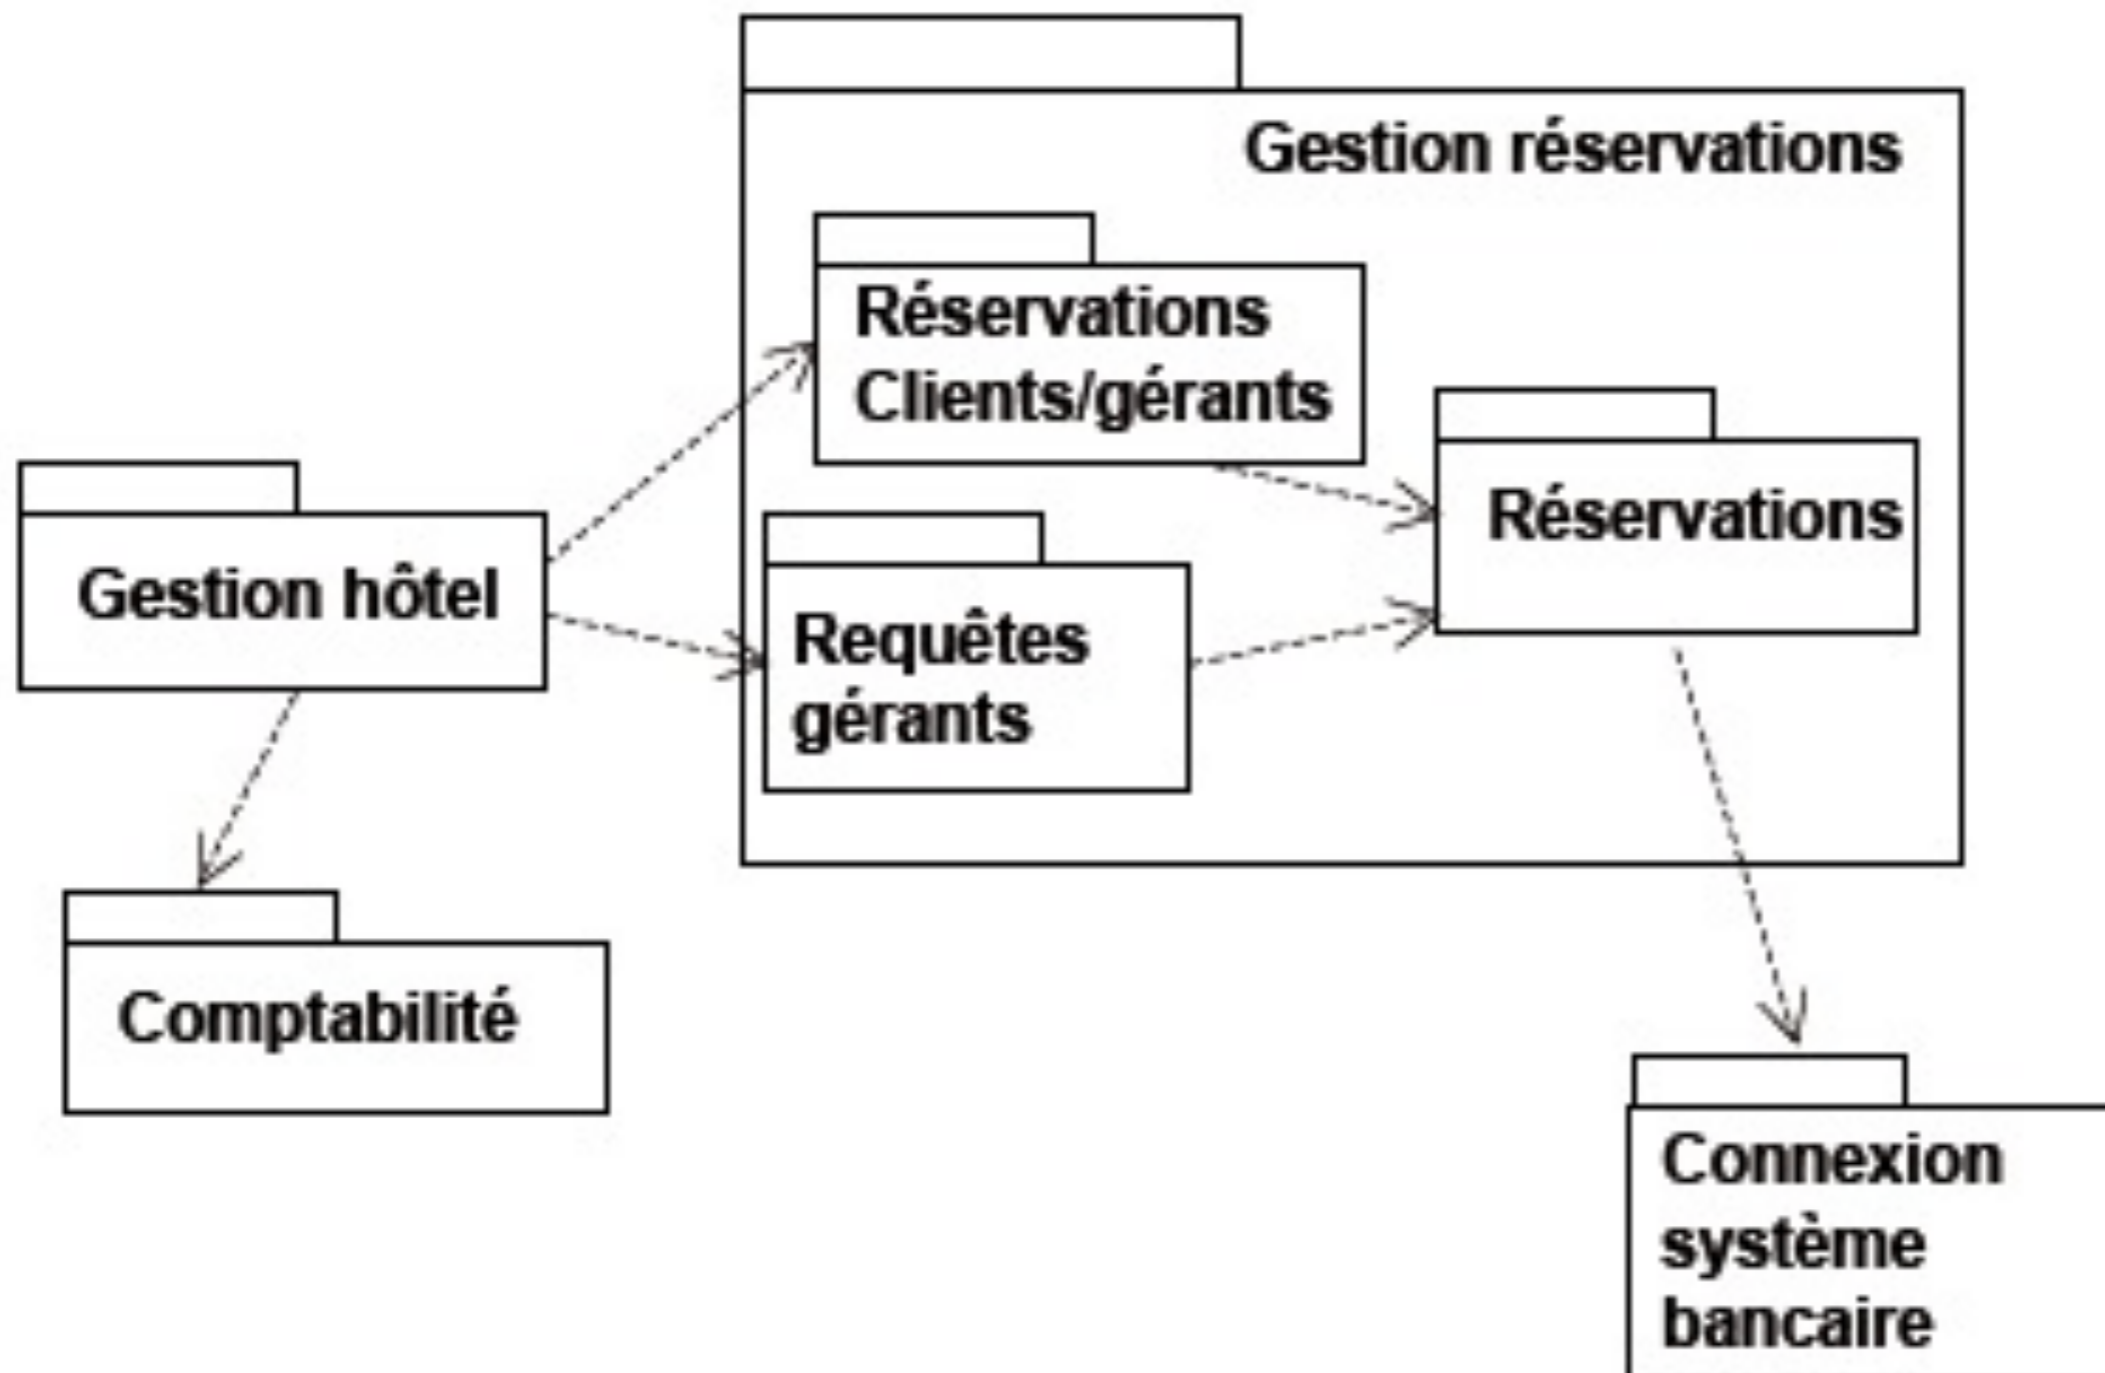 Gestion réservations
Réservations
Clients/gérants
Réservations
Gestion hôtel
Requêtes
gérants
Comptabilité
Connexion
système
bancaire